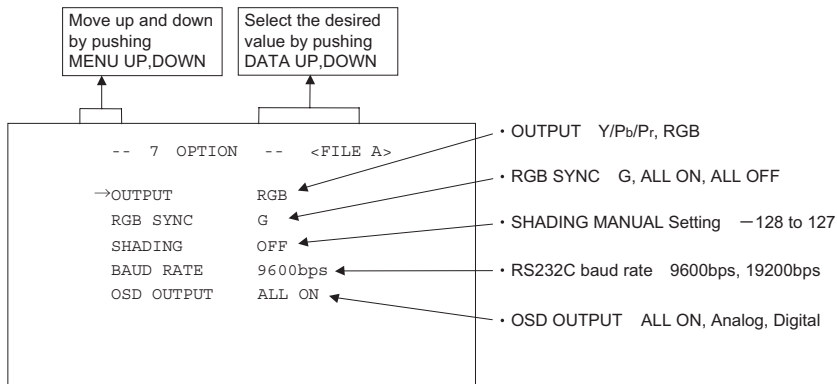 Move up and down
by pushing
MENU UP,DOWN
Select the desired
value by pushing
DATA UP,DOWN
-- 7 OPTION -- <FILE A>
→OUTPUT RGB
RGB SYNC G
SHADING OFF
BAUD RATE 9600bps
OSD OUTPUT ALL ON
・OUTPUT Y/Pb/Pr, RGB
・RGB SYNC G, ALL ON, ALL OFF
・SHADING MANUAL Setting －128 to 127
・RS232C baud rate 9600bps, 19200bps
・OSD OUTPUT ALL ON, Analog, Digital